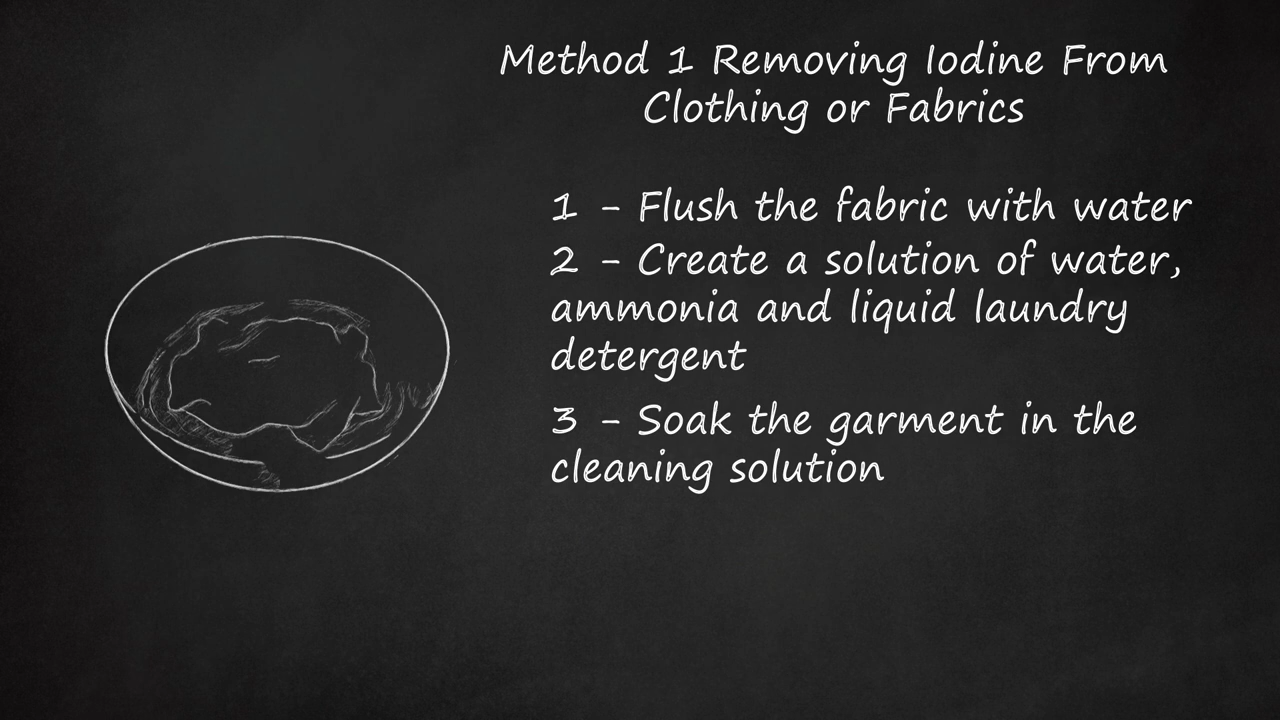 Method 1 Removing Iodine From
Clothing or Fabrics
1 - Flush the fabric with water
2 - Create a solution of water,
ammonia and liquid laundry
detergent
3 - Soak the garment in the
cleaning solution